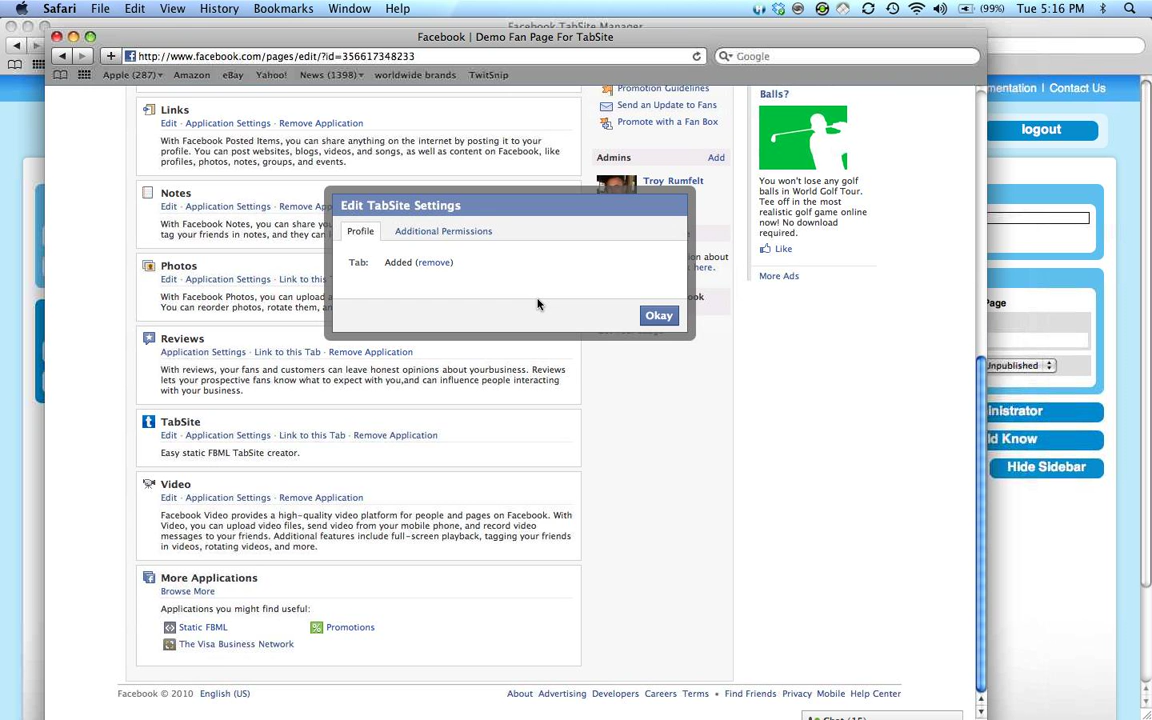 Safari File Edit View History Bookmarks Window Help (99%) Tue 5:16 PM
Facebook TabSite Manager
Facebook | Demo Fan Page For TabSite
http://www.facebook.com/pages/edit/?id=356617348233
Google
Apple (287) Amazon eBay Yahoo! News (1398) worldwide brands TwitSnip
mentation | Contact Us
logout
Page
Unpublished
inistrator
ld Know
Hide Sidebar
Links
Edit · Application Settings · Remove Application
With Facebook Posted Items, you can share anything on the internet by posting it to your
profile. You can post websites, blogs, videos, and songs, as well as content on Facebook, like
profiles, photos, notes, groups, and events.
Notes
Edit · Application Settings · Remove App
With Facebook Notes, you can share you
tag your friends in notes, and they can
Photos
Edit · Application Settings · Link to this
With Facebook Photos, you can upload a
You can reorder photos, rotate them,
Reviews
Application Settings · Link to this Tab · Remove Application
With reviews, your fans and customers can leave honest opinions about yourbusiness. Reviews
lets your prospective fans know what to expect with you,and can influence people interacting
with your business.
TabSite
Edit · Application Settings · Link to this Tab · Remove Application
Easy static FBML TabSite creator.
Video
Edit · Application Settings · Remove Application
Facebook Video provides a high-quality video platform for people and pages on Facebook. With
Video, you can upload video files, send video from your mobile phone, and record video
messages to your friends. Additional features include full-screen playback, tagging your friends
in videos, rotating videos, and more.
More Applications
Browse More
Applications you might find useful:
Static FBML Promotions
The Visa Business Network
Edit TabSite Settings
Profile Additional Permissions
Tab: Added (remove)
Okay
Promotion Guidelines
Send an Update to Fans
Promote with a Fan Box
Admins Add
Troy Rumfelt
on about
here.
ok
Balls?
You won't lose any golf
balls in World Golf Tour.
Tee off in the most
realistic golf game online
now! No download
required.
Like
More Ads
Facebook © 2010 English (US)
About Advertising Developers Careers Terms • Find Friends Privacy Mobile Help Center
Chat (15)